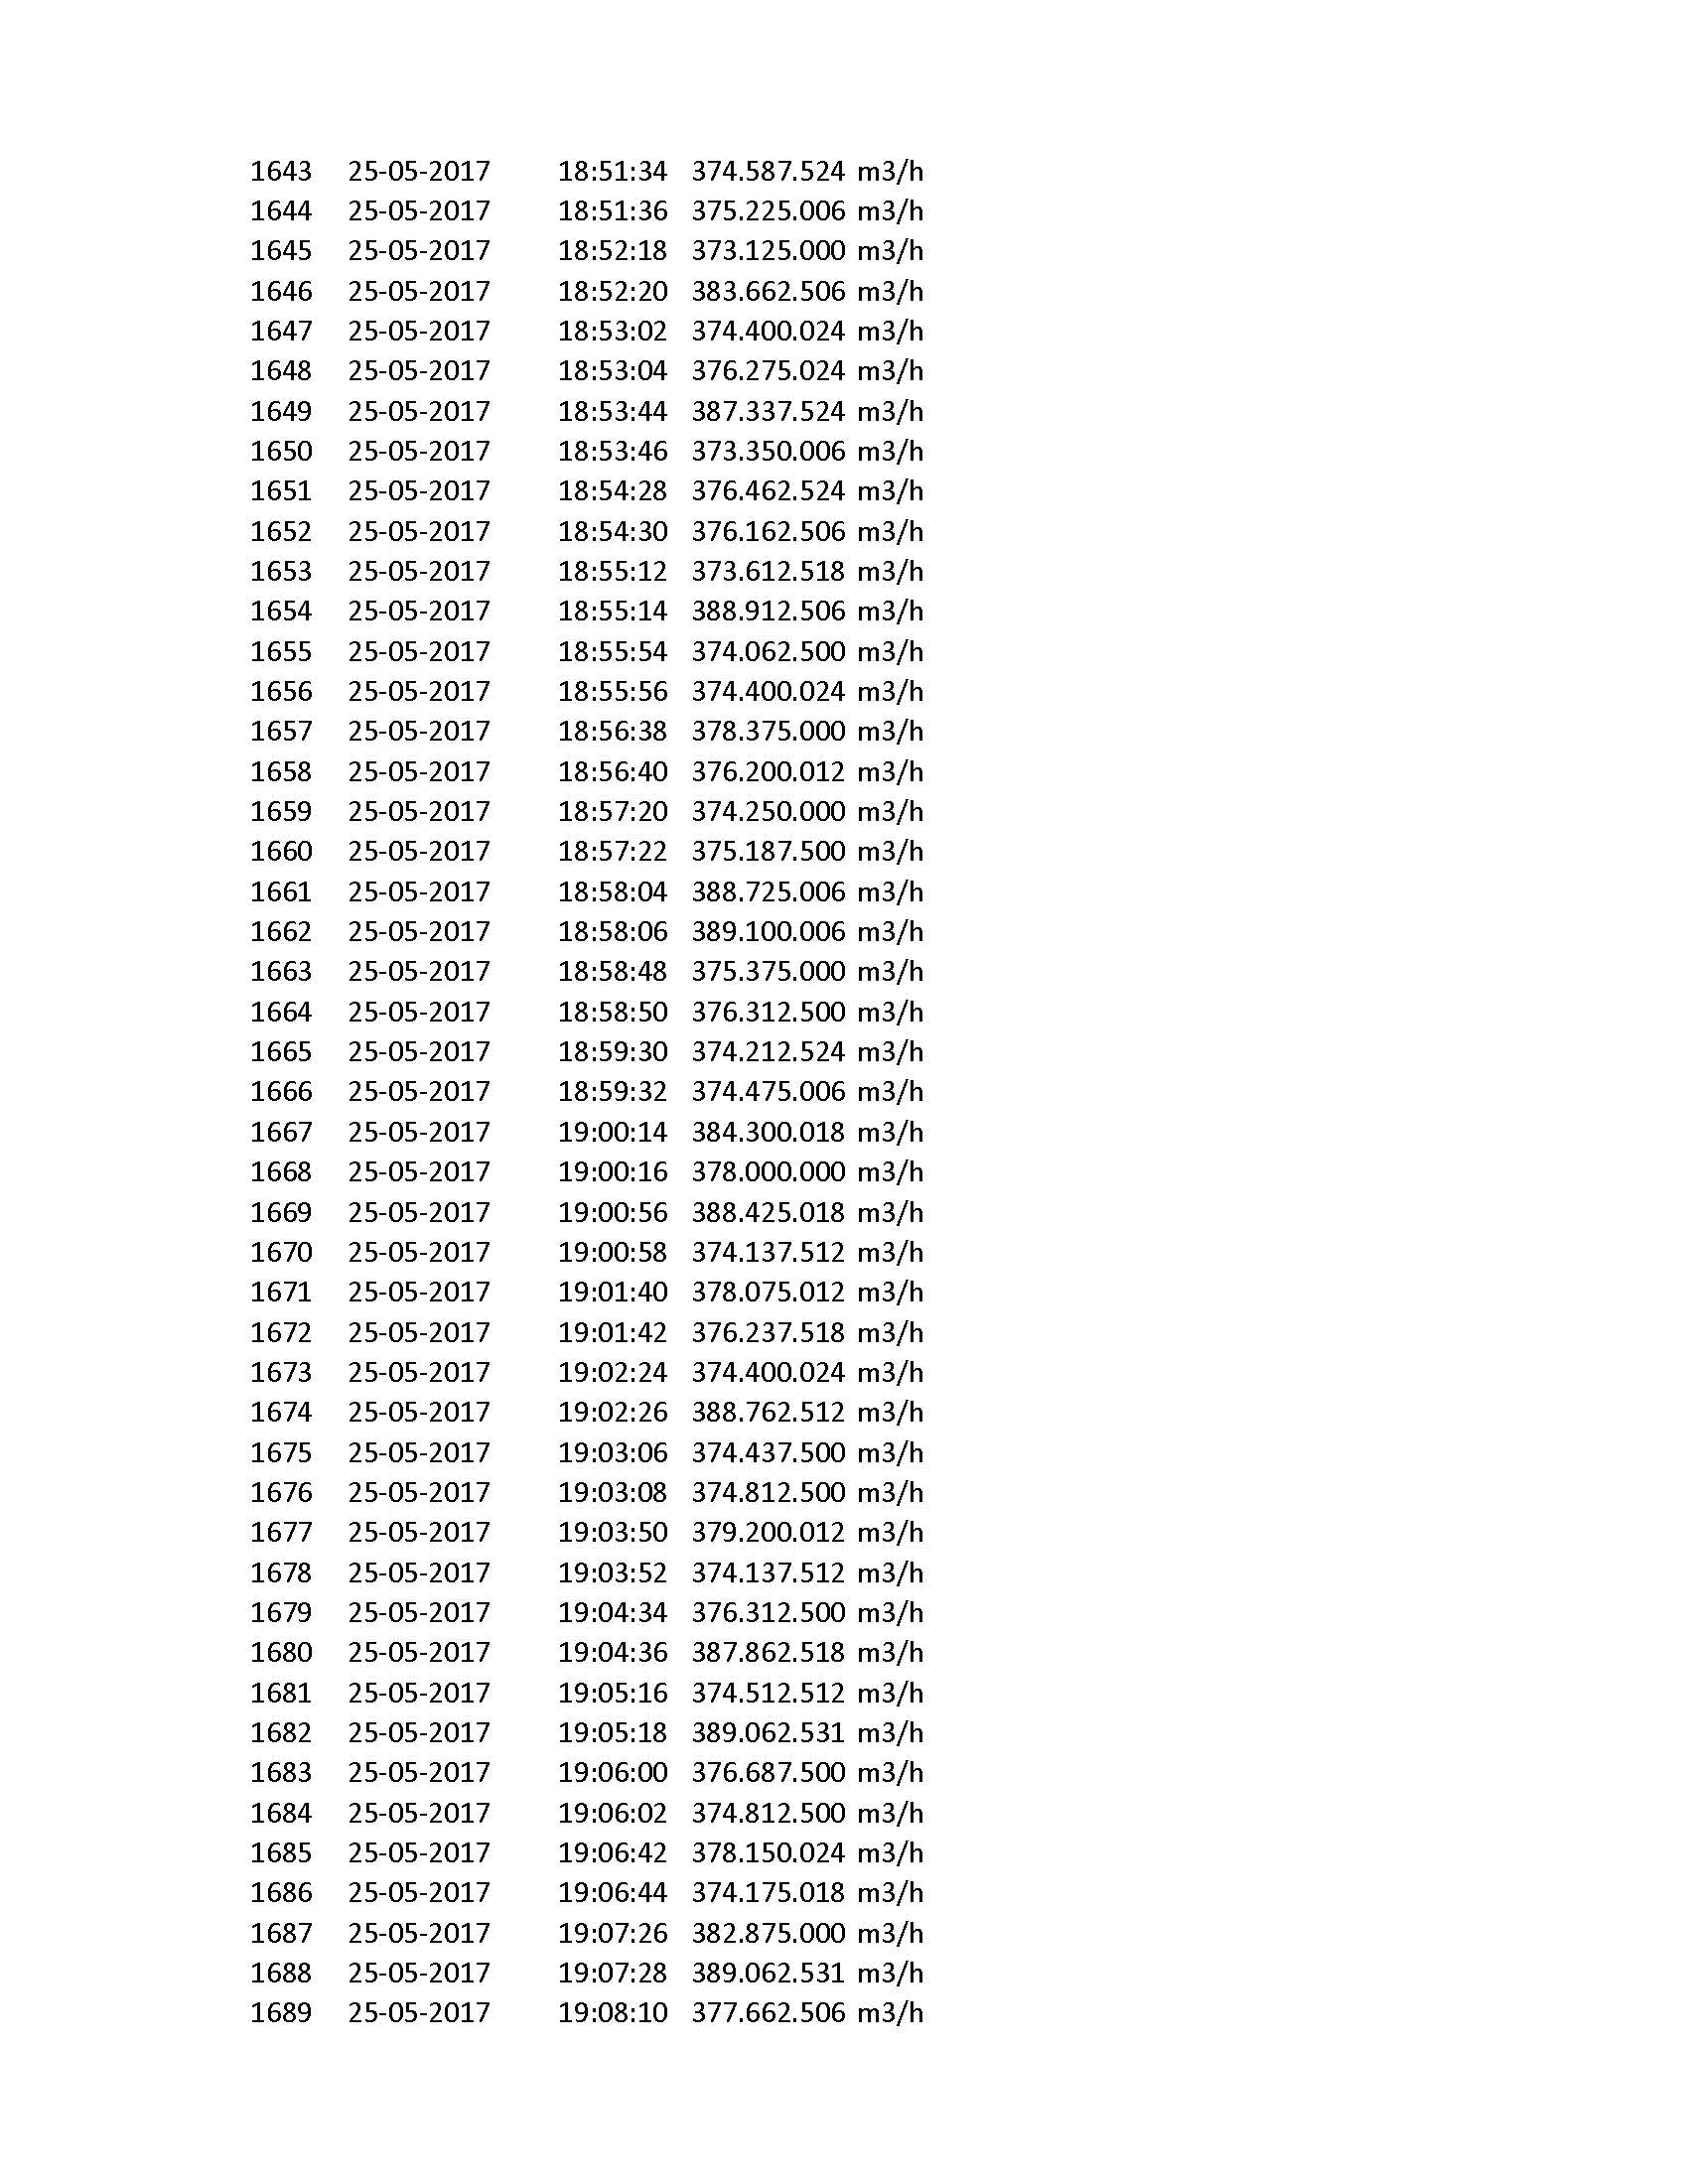 1643 25-05-2017 18:51:34 374.587.524 m3/h
1644 25-05-2017 18:51:36 375.225.006 m3/h
1645 25-05-2017 18:52:18 373.125.000 m3/h
1646 25-05-2017 18:52:20 383.662.506 m3/h
1647 25-05-2017 18:53:02 374.400.024 m3/h
1648 25-05-2017 18:53:04 376.275.024 m3/h
1649 25-05-2017 18:53:44 387.337.524 m3/h
1650 25-05-2017 18:53:46 373.350.006 m3/h
1651 25-05-2017 18:54:28 376.462.524 m3/h
1652 25-05-2017 18:54:30 376.162.506 m3/h
1653 25-05-2017 18:55:12 373.612.518 m3/h
1654 25-05-2017 18:55:14 388.912.506 m3/h
1655 25-05-2017 18:55:54 374.062.500 m3/h
1656 25-05-2017 18:55:56 374.400.024 m3/h
1657 25-05-2017 18:56:38 378.375.000 m3/h
1658 25-05-2017 18:56:40 376.200.012 m3/h
1659 25-05-2017 18:57:20 374.250.000 m3/h
1660 25-05-2017 18:57:22 375.187.500 m3/h
1661 25-05-2017 18:58:04 388.725.006 m3/h
1662 25-05-2017 18:58:06 389.100.006 m3/h
1663 25-05-2017 18:58:48 375.375.000 m3/h
1664 25-05-2017 18:58:50 376.312.500 m3/h
1665 25-05-2017 18:59:30 374.212.524 m3/h
1666 25-05-2017 18:59:32 374.475.006 m3/h
1667 25-05-2017 19:00:14 384.300.018 m3/h
1668 25-05-2017 19:00:16 378.000.000 m3/h
1669 25-05-2017 19:00:56 388.425.018 m3/h
1670 25-05-2017 19:00:58 374.137.512 m3/h
1671 25-05-2017 19:01:40 378.075.012 m3/h
1672 25-05-2017 19:01:42 376.237.518 m3/h
1673 25-05-2017 19:02:24 374.400.024 m3/h
1674 25-05-2017 19:02:26 388.762.512 m3/h
1675 25-05-2017 19:03:06 374.437.500 m3/h
1676 25-05-2017 19:03:08 374.812.500 m3/h
1677 25-05-2017 19:03:50 379.200.012 m3/h
1678 25-05-2017 19:03:52 374.137.512 m3/h
1679 25-05-2017 19:04:34 376.312.500 m3/h
1680 25-05-2017 19:04:36 387.862.518 m3/h
1681 25-05-2017 19:05:16 374.512.512 m3/h
1682 25-05-2017 19:05:18 389.062.531 m3/h
1683 25-05-2017 19:06:00 376.687.500 m3/h
1684 25-05-2017 19:06:02 374.812.500 m3/h
1685 25-05-2017 19:06:42 378.150.024 m3/h
1686 25-05-2017 19:06:44 374.175.018 m3/h
1687 25-05-2017 19:07:26 382.875.000 m3/h
1688 25-05-2017 19:07:28 389.062.531 m3/h
1689 25-05-2017 19:08:10 377.662.506 m3/h